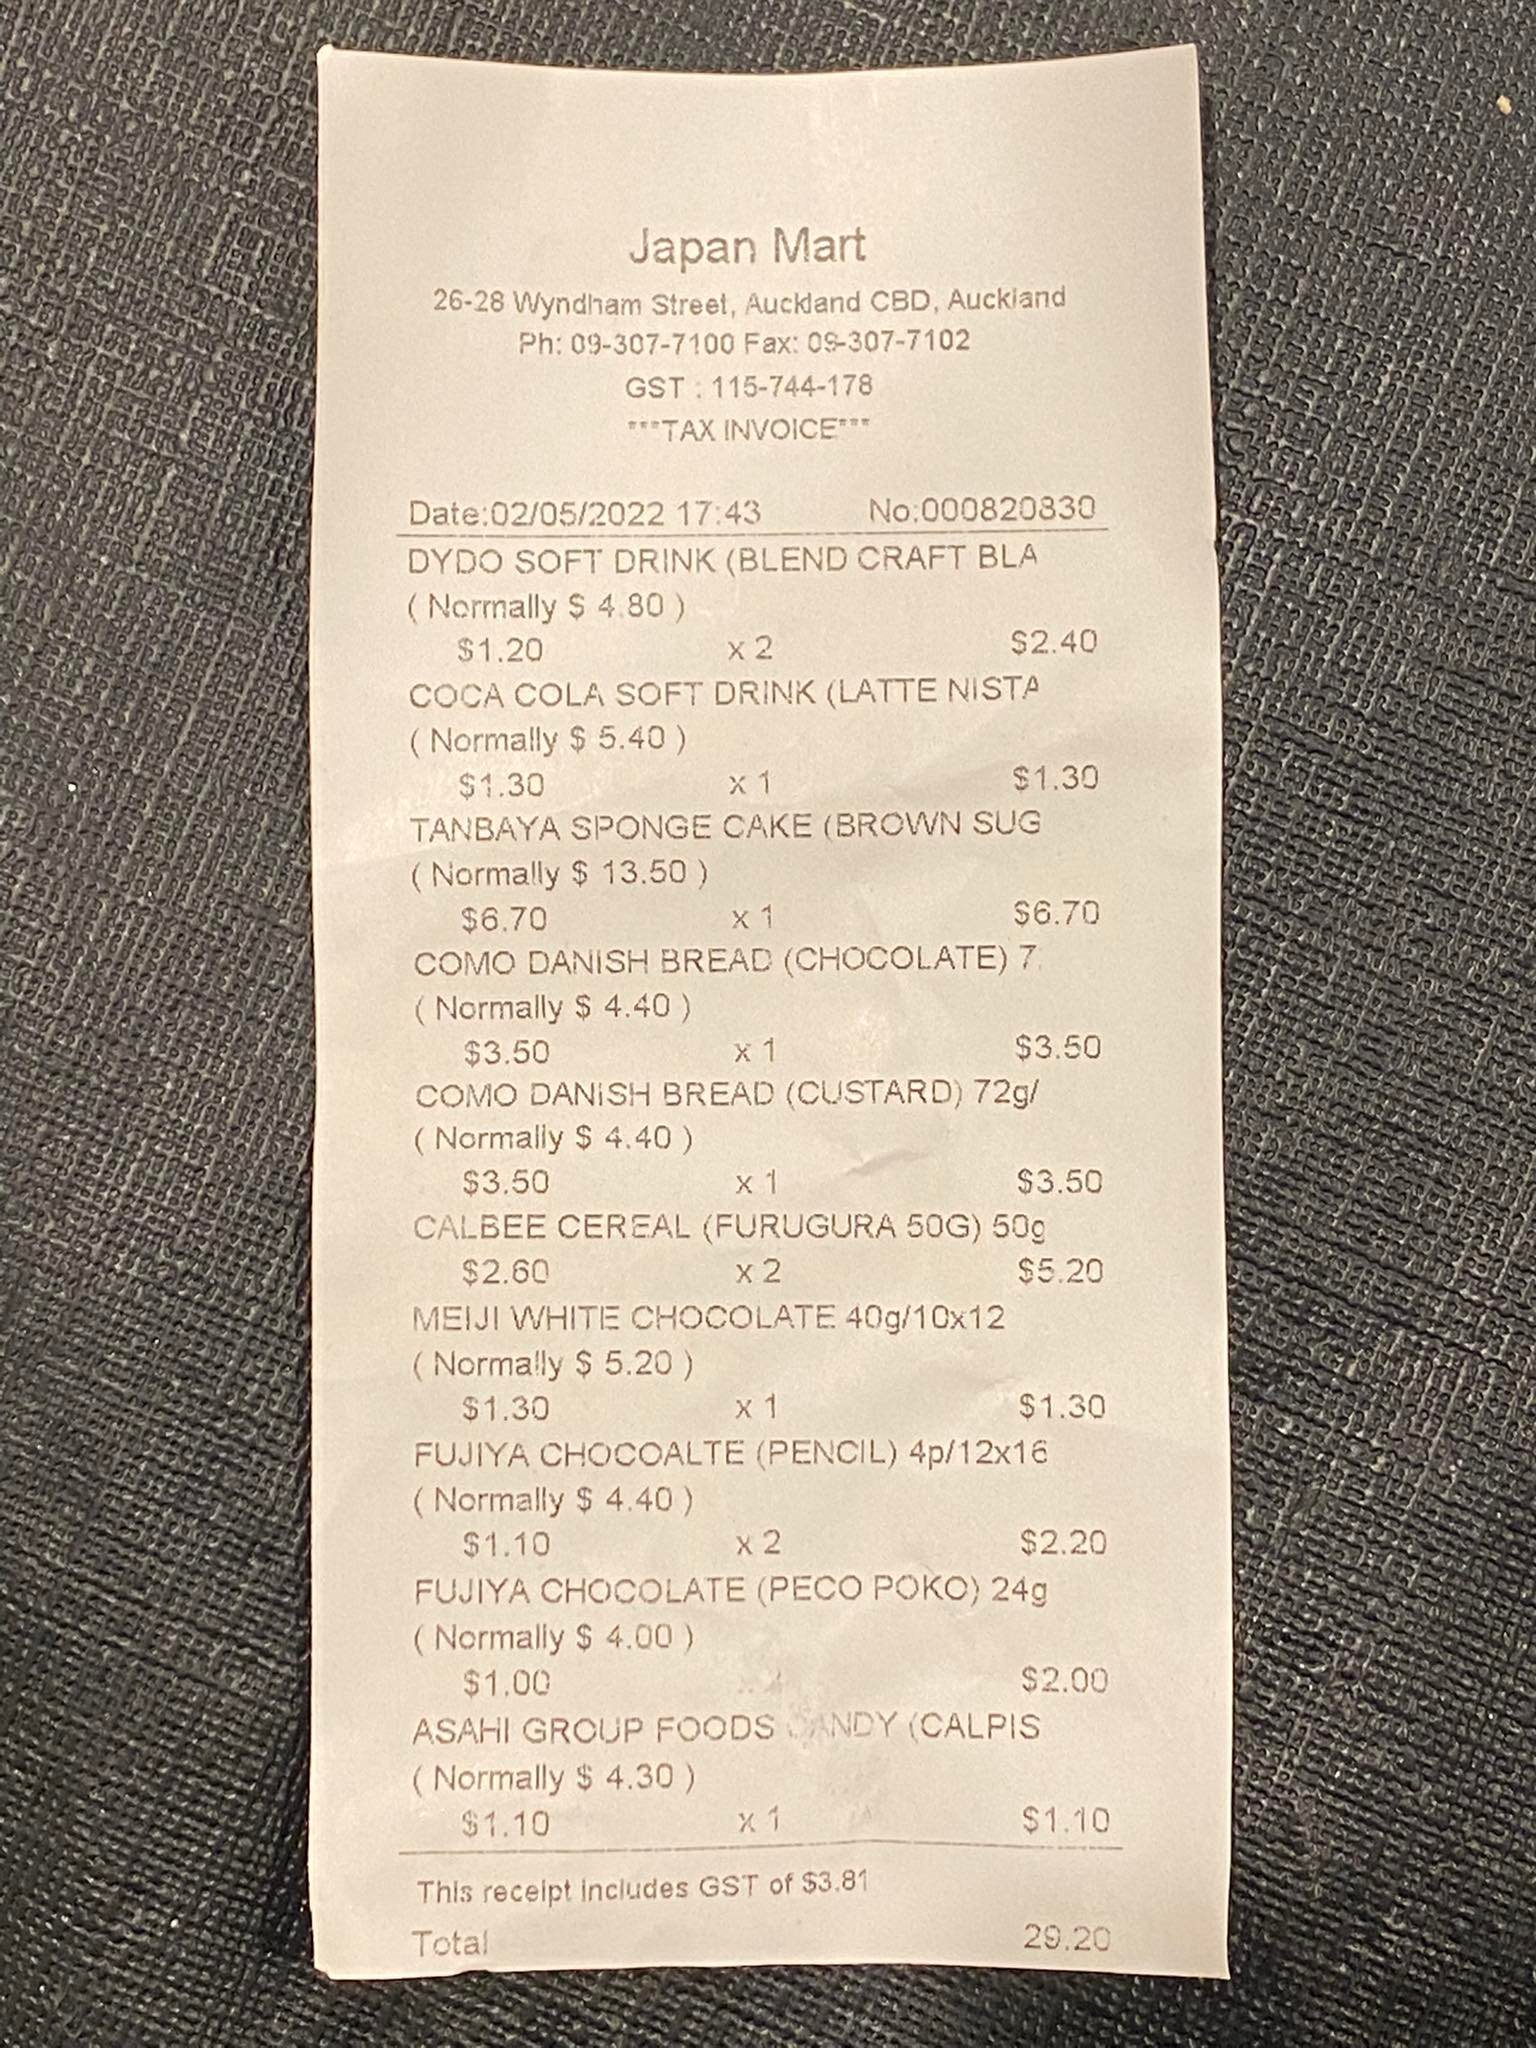 Japan Mart
26-28 Wyndham Street, Auckland CBD, Auckland
Ph: 09-307-7100 Fax: 09-307-7102
GST : 115-744-178
***TAX INVOICE***
Date:02/05/2022 17:43 No:000820830
DYDO SOFT DRINK (BLEND CRAFT BLA
( Normally $ 4.80 )
$1.20 x 2 $2.40
COCA COLA SOFT DRINK (LATTE NISTA
( Normally $ 5.40 )
$1.30 x 1 $1.30
TANBAYA SPONGE CAKE (BROWN SUG
( Normally $ 13.50 )
$6.70 x 1 $6.70
COMO DANISH BREAD (CHOCOLATE) 7
( Normally $ 4.40 )
$3.50 x 1 $3.50
COMO DANISH BREAD (CUSTARD) 72g/
( Normally $ 4.40 )
$3.50 x 1 $3.50
CALBEE CEREAL (FURUGURA 50G) 50g
$2.60 x 2 $5.20
MEIJI WHITE CHOCOLATE 40g/10x12
( Normally $ 5.20 )
$1.30 x 1 $1.30
FUJIYA CHOCOALTE (PENCIL) 4p/12x16
( Normally $ 4.40 )
$1.10 x 2 $2.20
FUJIYA CHOCOLATE (PECO POKO) 24g
( Normally $ 4.00 )
$1.00 $2.00
ASAHI GROUP FOODS CANDY (CALPIS
( Normally $ 4.30 )
$1.10 x 1 $1.10
This receipt includes GST of $3.81
Total 29.20